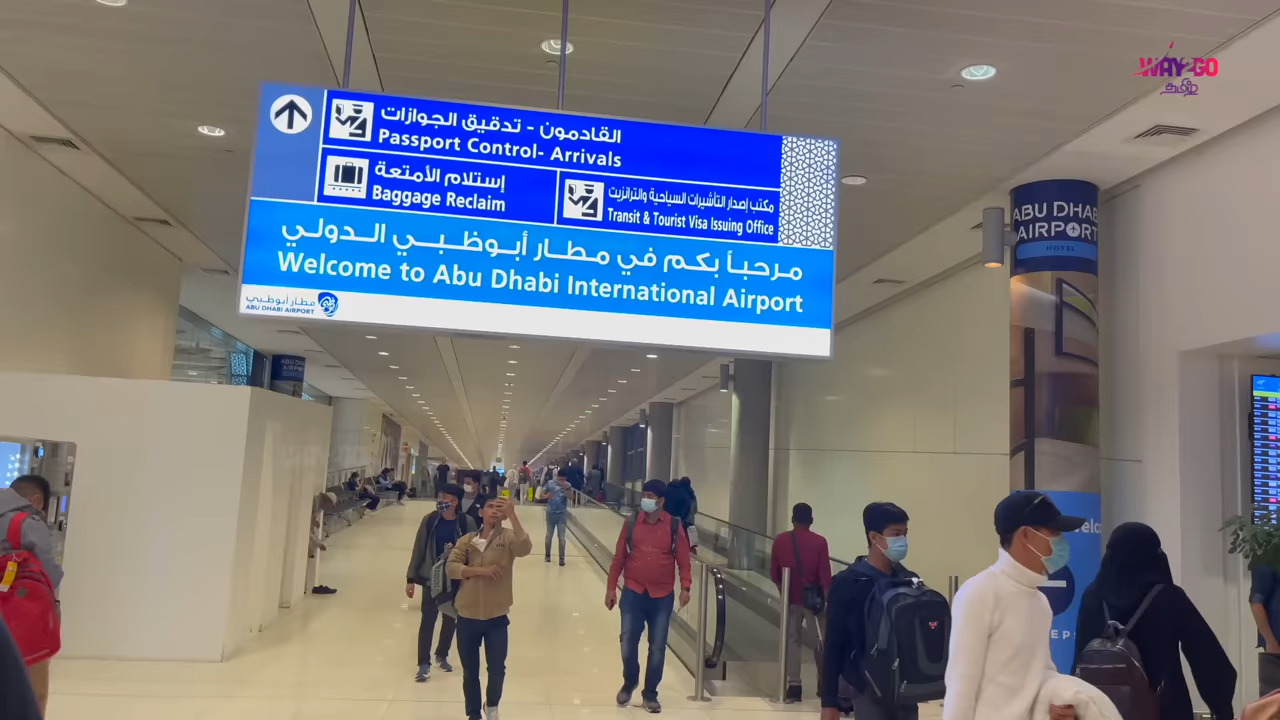 القادمون - تدقيق الجوازات
Passport Control- Arrivals
إستلام الأمتعة
Baggage Reclaim
مكتب إصدار التأشيرات السياحية والترانزيت
Transit & Tourist Visa Issuing Office
مرحباً بكم في مطار أبوظبي الدولي
Welcome to Abu Dhabi International Airport
مطار أبوظبي
ABU DHABI AIRPORT
WAY2GO
ABU DHABI
AIRPORT
HOTEL
ABU DHABI